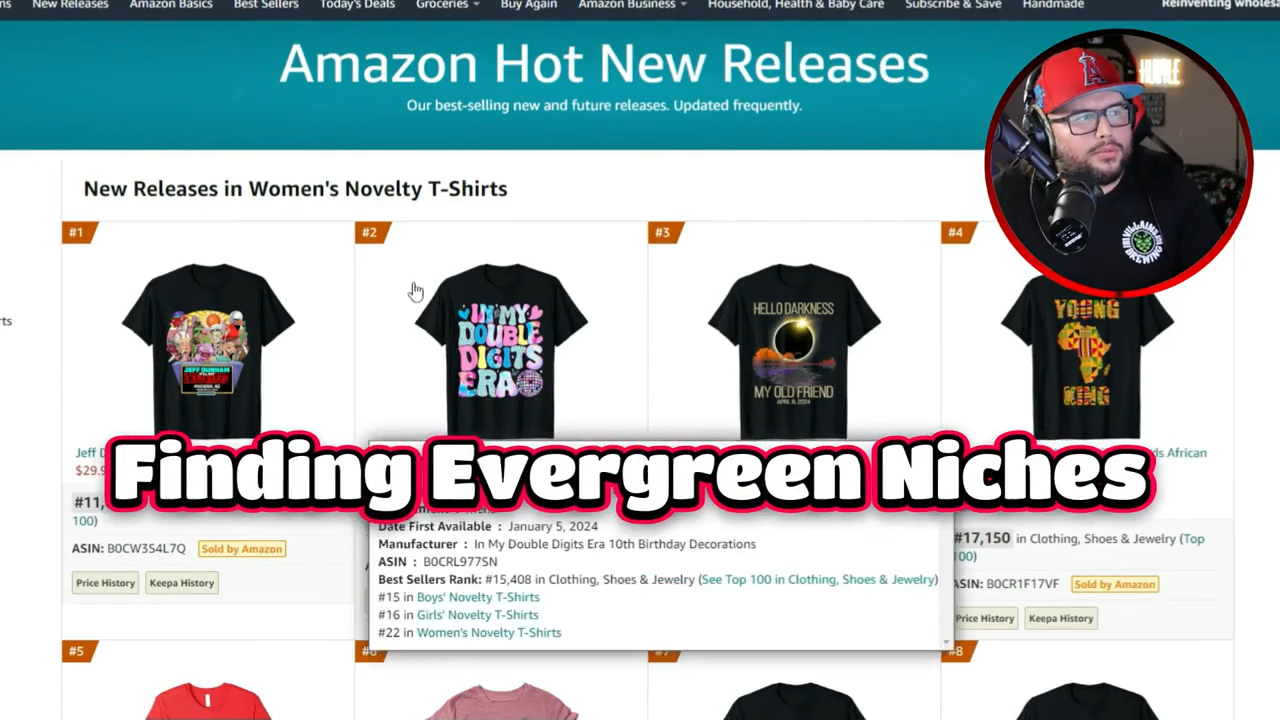 New Releases Amazon Basics Best Sellers Today's Deals Groceries Buy Again Amazon Business Household, Health & Baby Care Subscribe & Save Handmade Reinventing
Amazon Hot New Releases
Our best-selling new and future releases. Updated frequently.
New Releases in Women's Novelty T-Shirts
#1 #2 #3 #4
JEFF DUNHAM
IN MY
DOUBLE
DIGITS
ERA
HELLO DARKNESS
MY OLD FRIEND
APRIL 8, 2024
YOUNG
KING
VILLAINS
BREWING
Finding Evergreen Niches
African
$29.9
#11,
100)
ASIN: B0CW3S4L7Q Sold by Amazon
Price History Keepa History
Date First Available : January 5, 2024
Manufacturer : In My Double Digits Era 10th Birthday Decorations
ASIN : B0CRL977SN
Best Sellers Rank: #15,408 in Clothing, Shoes & Jewelry (See Top 100 in Clothing, Shoes & Jewelry)
#15 in Boys' Novelty T-Shirts
#16 in Girls' Novelty T-Shirts
#22 in Women's Novelty T-Shirts
#17,150 in Clothing, Shoes & Jewelry (Top
100)
ASIN: B0CR1F17VF Sold by Amazon
Price History Keepa History
#5 #6 #7 #8